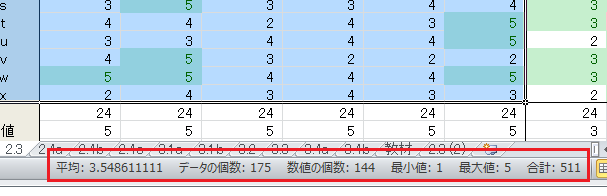 s 3 5 3 3 4 5 3
t 4 4 2 4 4 5 3
u 3 3 4 4 4 5 2
v 4 5 3 2 2 2 3
w 5 5 4 4 4 5 3
x 2 4 3 4 3 3 2
24 24 24 24 24 24 24
値 5 5 5 5 5 5 3
2.3 2.4a 2.4b 2.4c 3.1a 3.1b 3.2 3.3 3.4a 3.4b 教材 2.3 (2)
平均: 3.548611111 データの個数: 175 数値の個数: 144 最小値: 1 最大値: 5 合計: 511